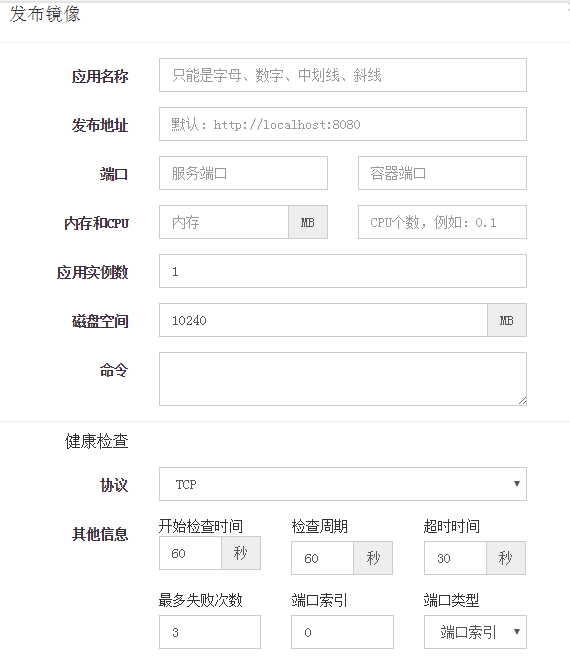 发布镜像
应用名称 只能是字母、数字、中划线、斜线
发布地址 默认：http://localhost:8080
端口 服务端口 容器端口
内存和CPU 内存 MB CPU个数，例如：0.1
应用实例数 1
磁盘空间 10240 MB
命令
健康检查
协议 TCP
其他信息 开始检查时间 检查周期 超时时间
60 秒 60 秒 30 秒
最多失败次数 端口索引 端口类型
3 0 端口索引